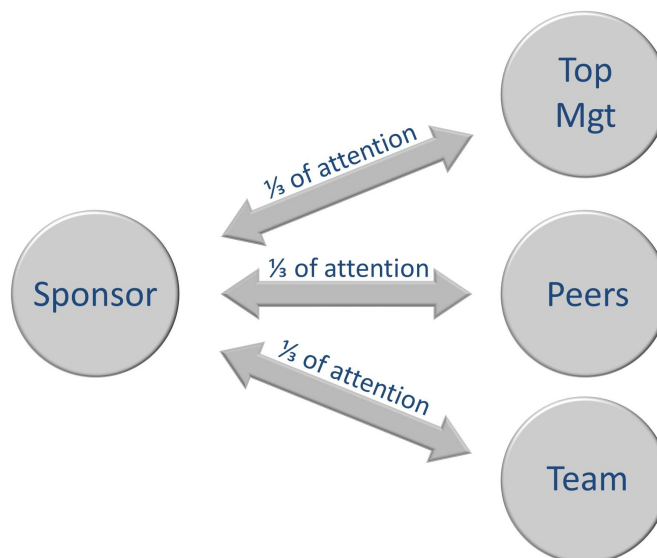 Top
Mgt
⅓ of attention
Sponsor
⅓ of attention
Peers
⅓ of attention
Team